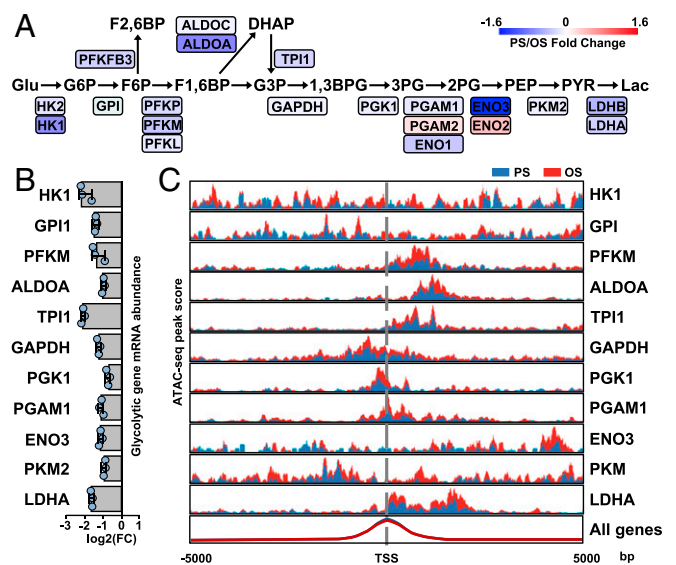 A
F2,6BP
ALDOC
DHAP
ALDOA
PFKFB3
TPI1
-1.6 0 1.6
PS/OS Fold Change
Glu G6P F6P F1,6BP G3P 1,3BPG 3PG 2PG PEP PYR Lac
HK2 GPI PFKP GAPDH PGK1 PGAM1 ENO3 PKM2 LDHB
HK1 PFKM PGAM2 ENO2 LDHA
PFKL ENO1
B
HK1
GPI1
PFKM
ALDOA
TPI1
GAPDH
PGK1
PGAM1
ENO3
PKM2
LDHA
Glycolytic gene mRNA abundance
-3 -2 -1 0 1
log2(FC)
C
PS OS
ATAC-seq peak score
HK1
GPI
PFKM
ALDOA
TPI1
GAPDH
PGK1
PGAM1
ENO3
PKM
LDHA
All genes
-5000 TSS 5000 bp